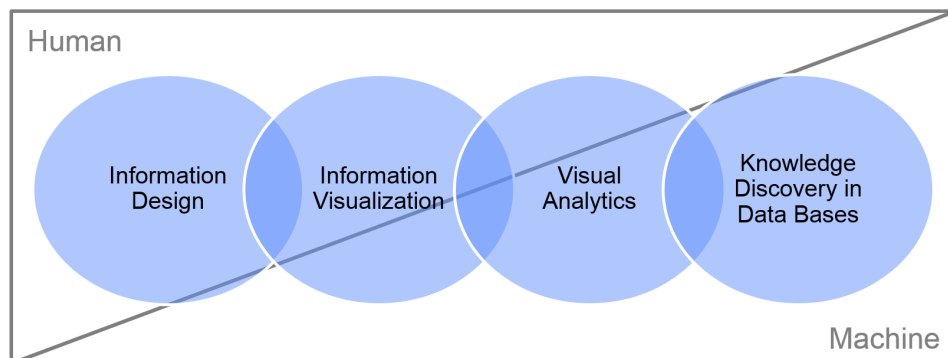 Human
Information
Design
Information
Visualization
Visual
Analytics
Knowledge
Discovery in
Data Bases
Machine